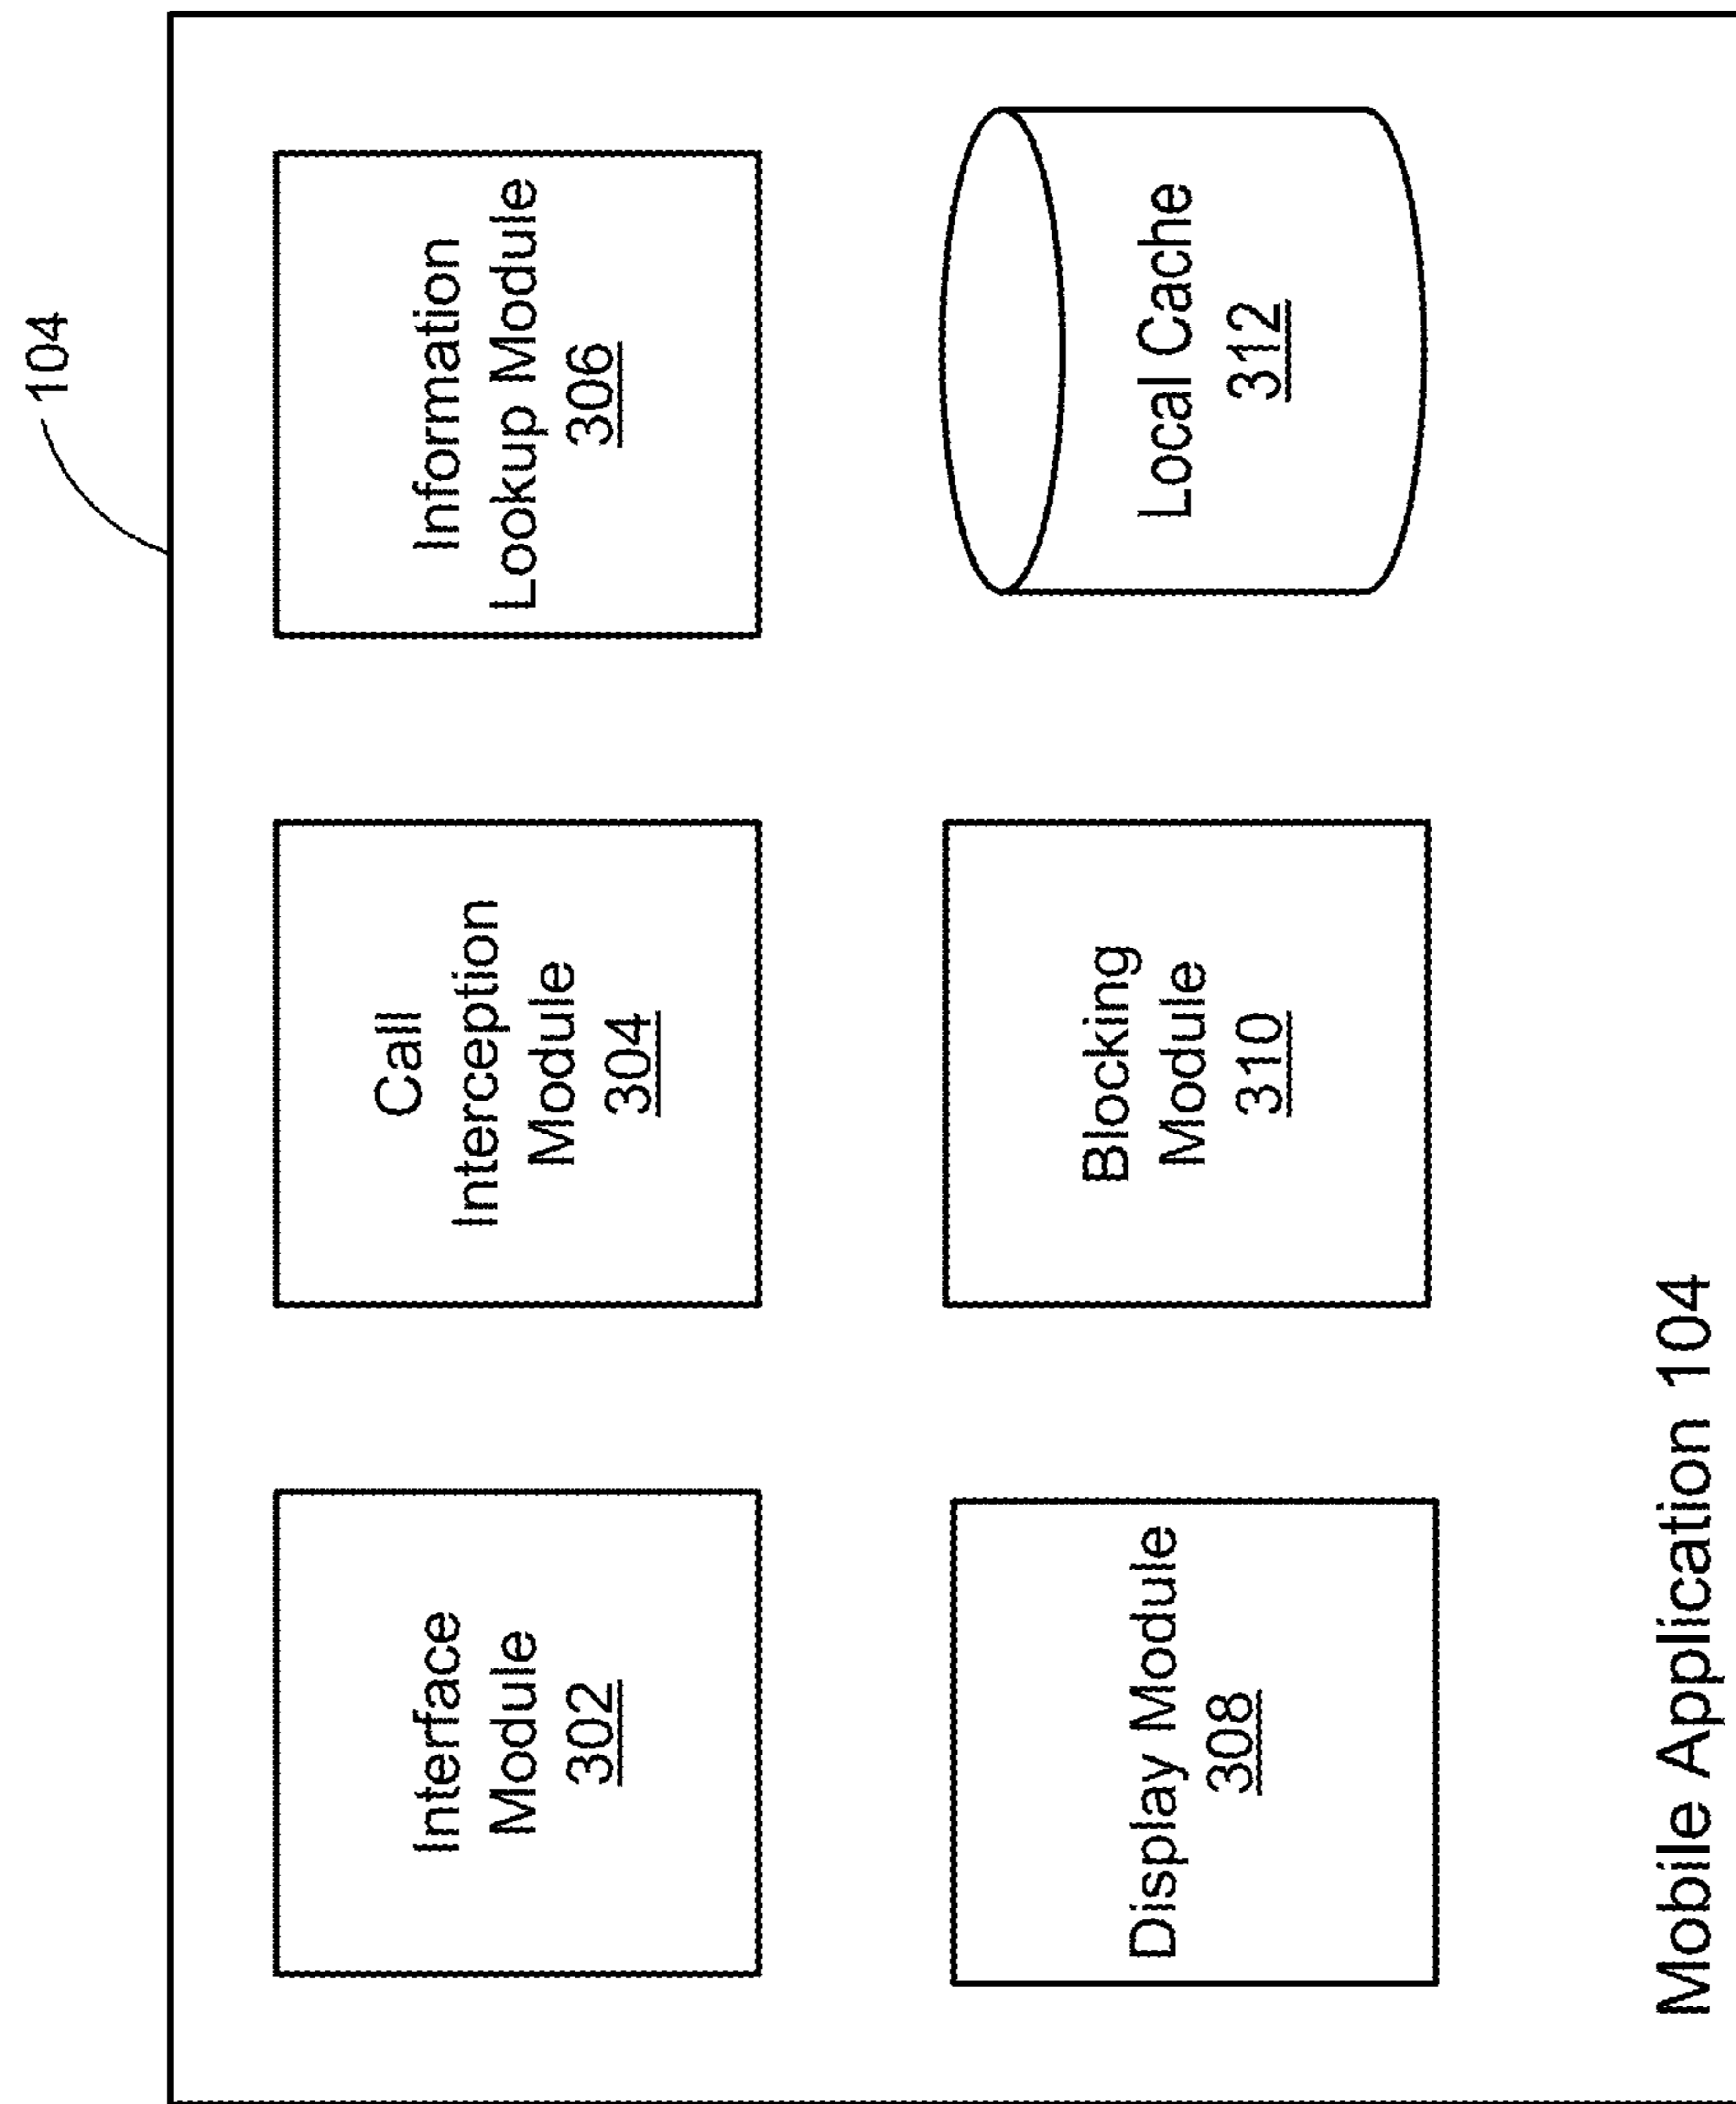 104
Interface
Module
302
Call
Interception
Module
304
Information
Lookup Module
306
Display Module
308
Blocking
Module
310
Local Cache
312
Mobile Application 104